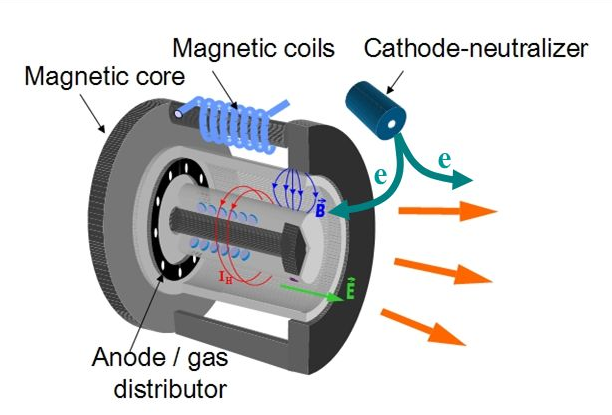 Magnetic coils
Cathode-neutralizer
Magnetic core
e
e
B
I_H
E
Anode / gas
distributor